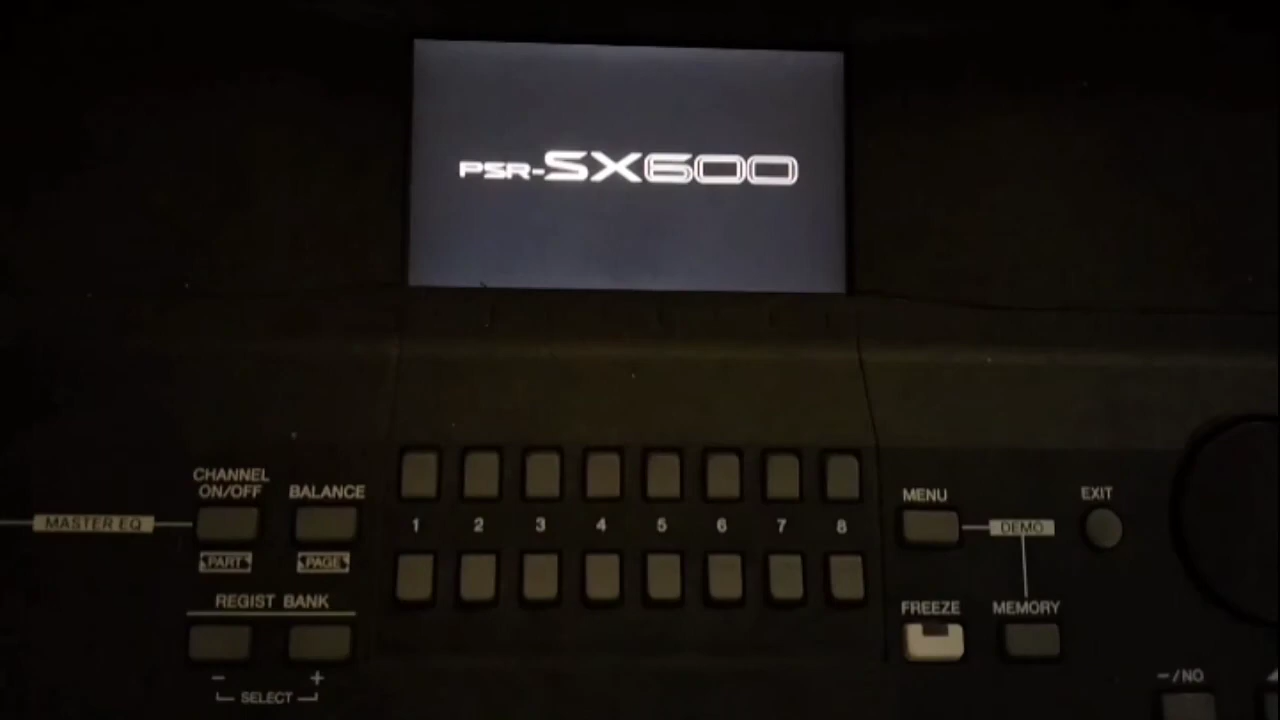 PSR-SX600
CHANNEL
ON/OFF
BALANCE
MASTER EQ
PART
PAGE
REGIST BANK
−
+
SELECT
1 2 3 4 5 6 7 8
MENU
DEMO
EXIT
FREEZE
MEMORY
−/NO